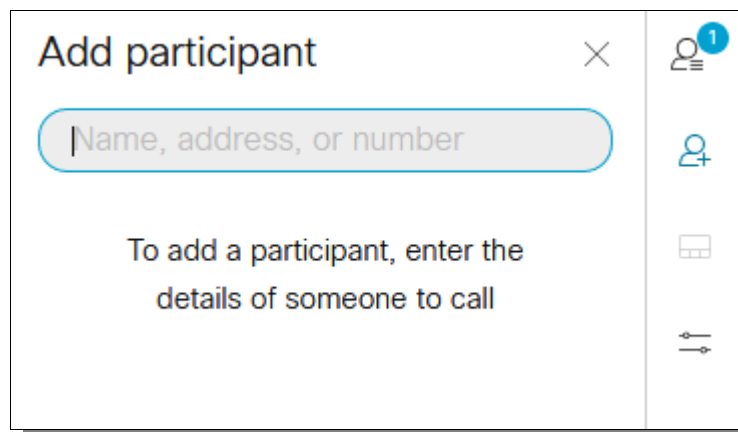 Add participant
1
Name, address, or number
To add a participant, enter the
details of someone to call